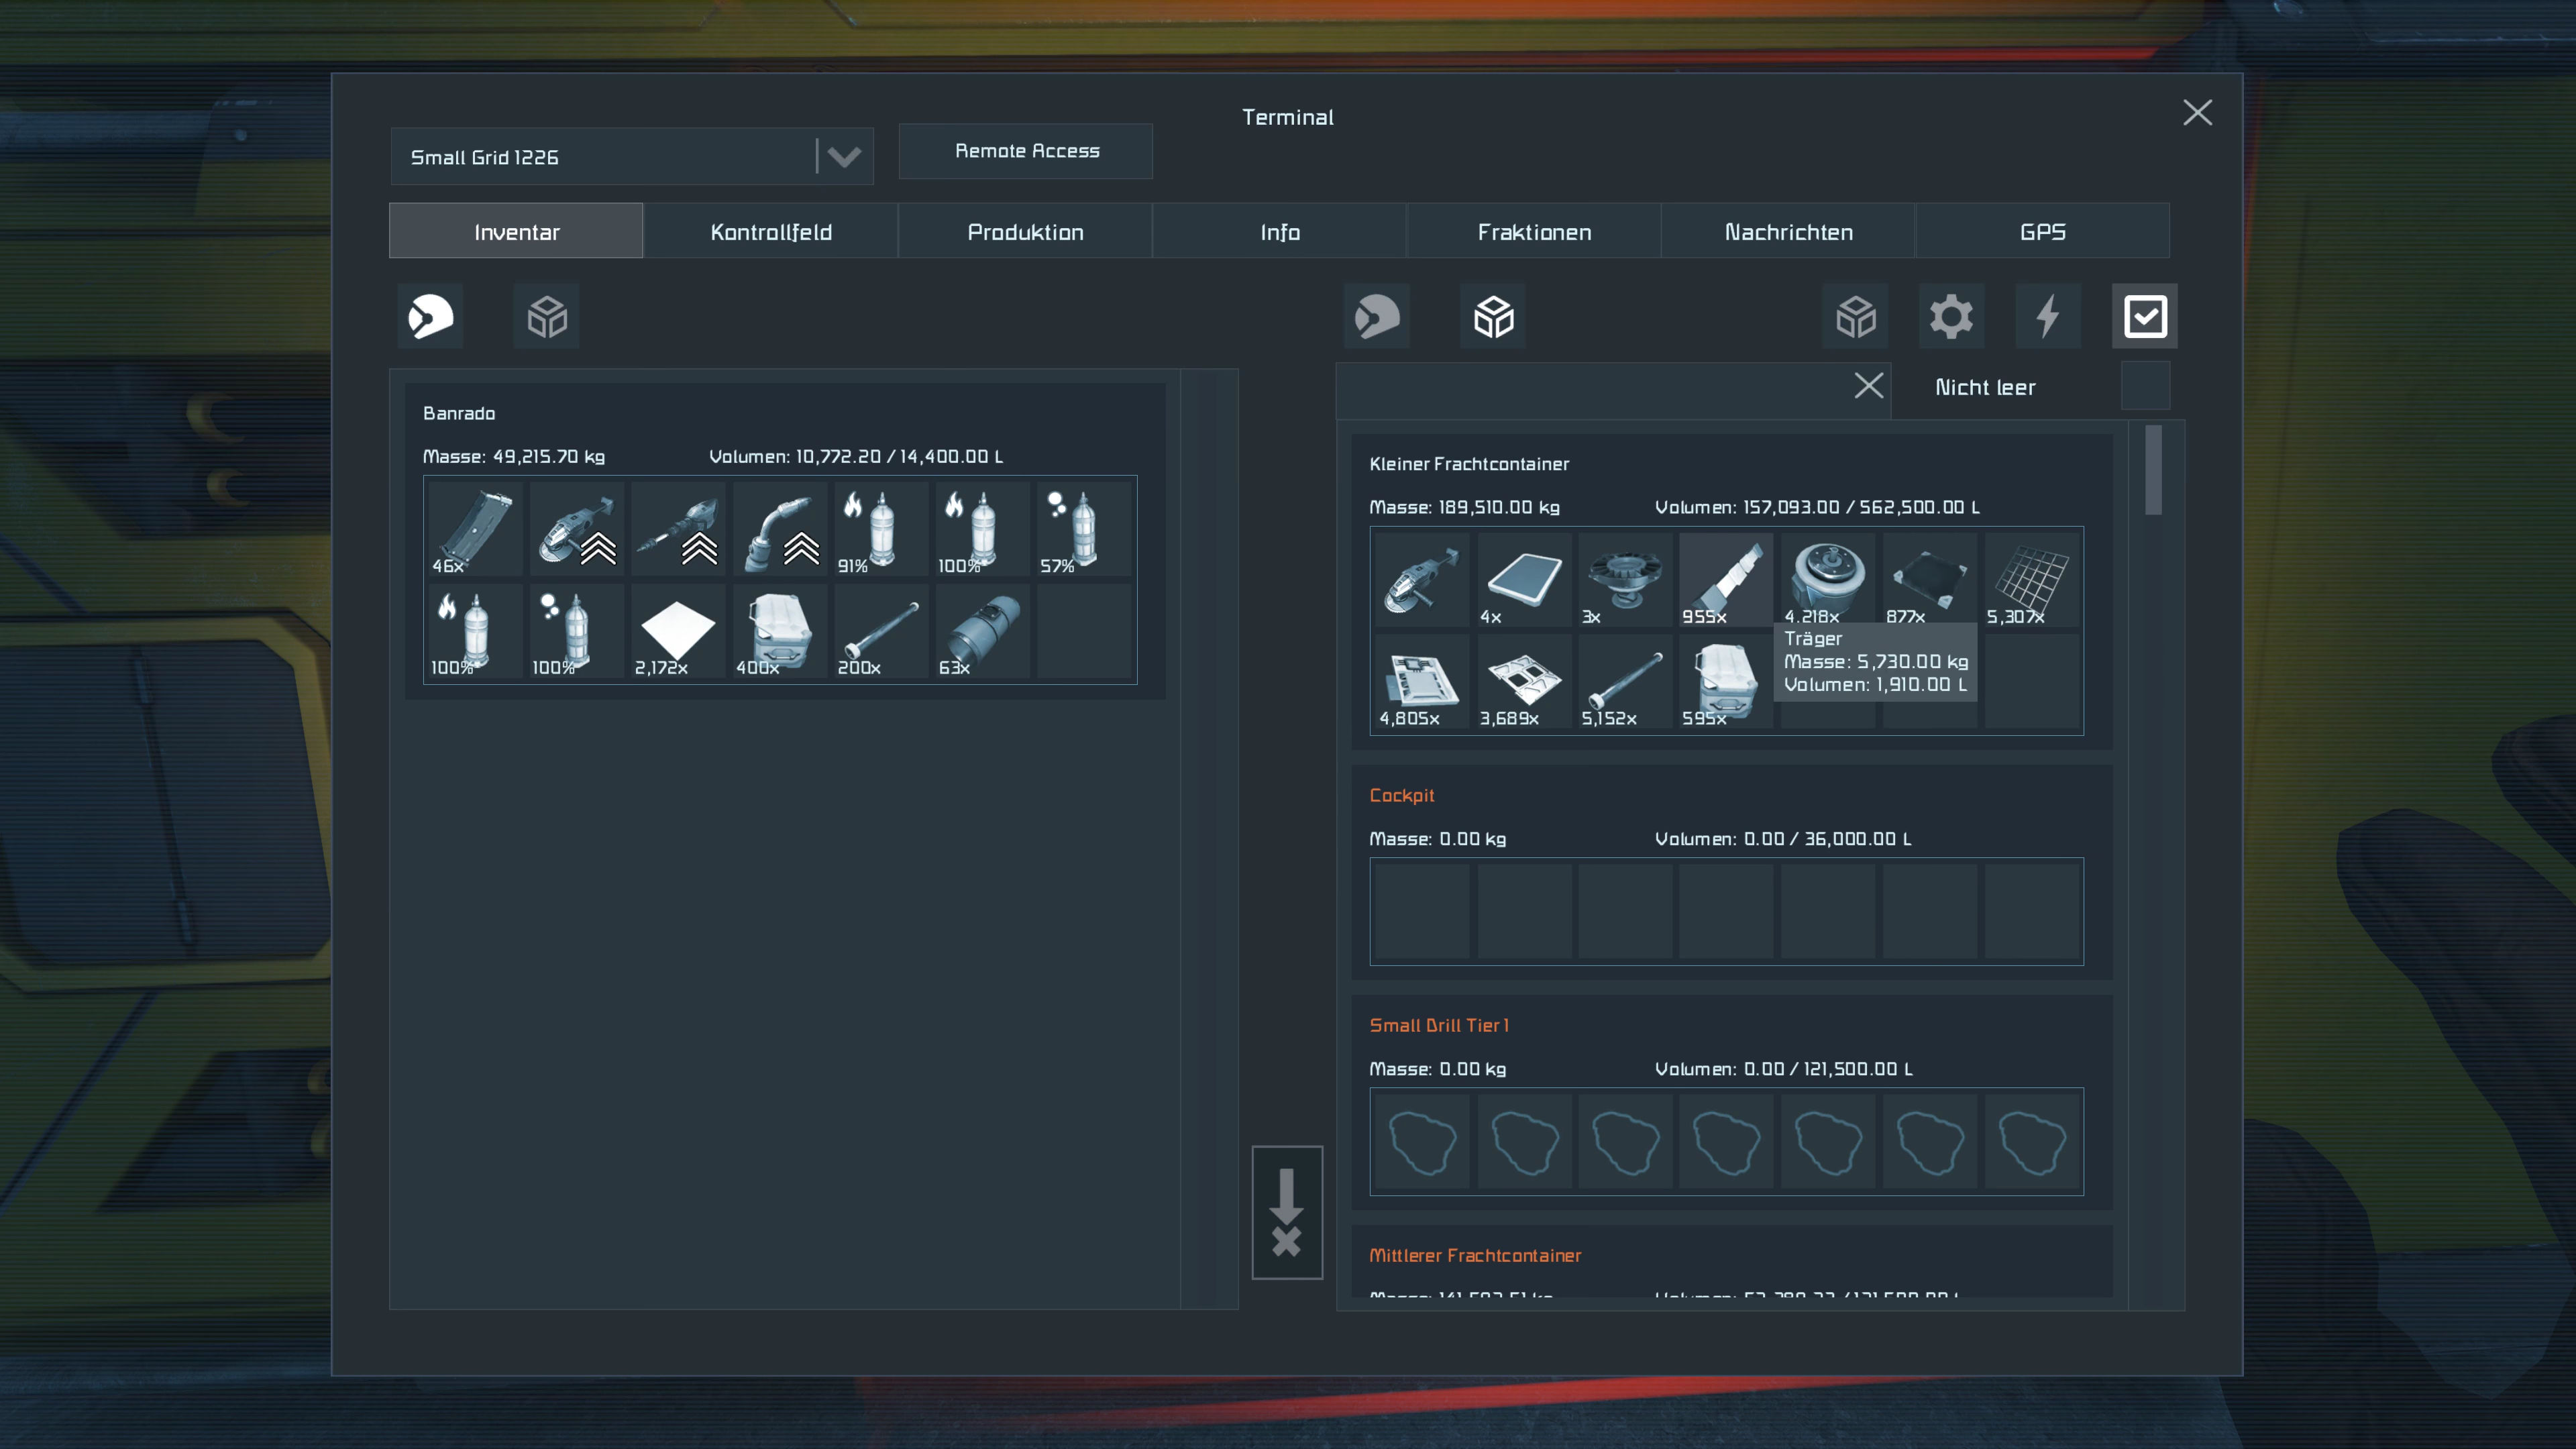 Terminal
Small Grid 1226
Remote Access
Inventar
Kontrollfeld
Produktion
Info
Fraktionen
Nachrichten
GPS
Nicht leer
Banrado
Masse: 49,215.70 kg
Volumen: 10,772.20 / 14,400.00 L
46x
91%
100%
57%
100%
100%
2,172x
400x
200x
63x
Kleiner Frachtcontainer
Masse: 189,510.00 kg
Volumen: 157,093.00 / 562,500.00 L
4x
3x
955x
4,218x
877x
5,307x
Träger
Masse: 5,730.00 kg
Volumen: 1,910.00 L
4,805x
3,689x
5,152x
595x
Cockpit
Masse: 0.00 kg
Volumen: 0.00 / 36,000.00 L
Small Drill Tier 1
Masse: 0.00 kg
Volumen: 0.00 / 121,500.00 L
Mittlerer Frachtcontainer